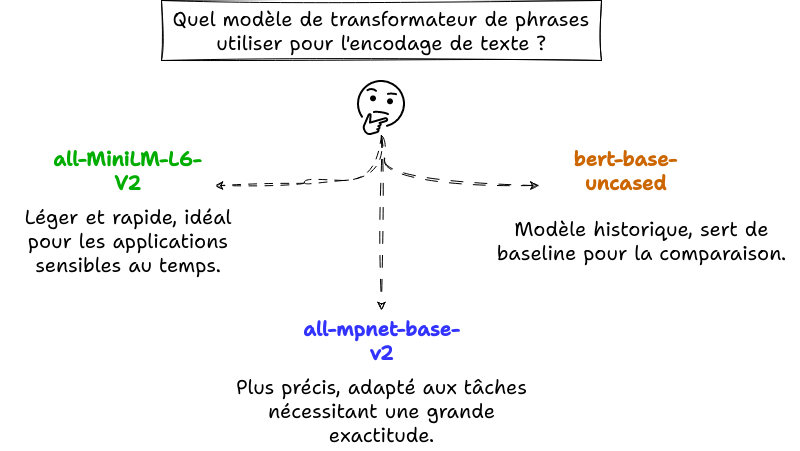 Quel modèle de transformateur de phrases
utiliser pour l'encodage de texte ?
all-MiniLM-L6-
V2
Léger et rapide, idéal
pour les applications
sensibles au temps.
bert-base-
uncased
Modèle historique, sert de
baseline pour la comparaison.
all-mpnet-base-
v2
Plus précis, adapté aux tâches
nécessitant une grande
exactitude.